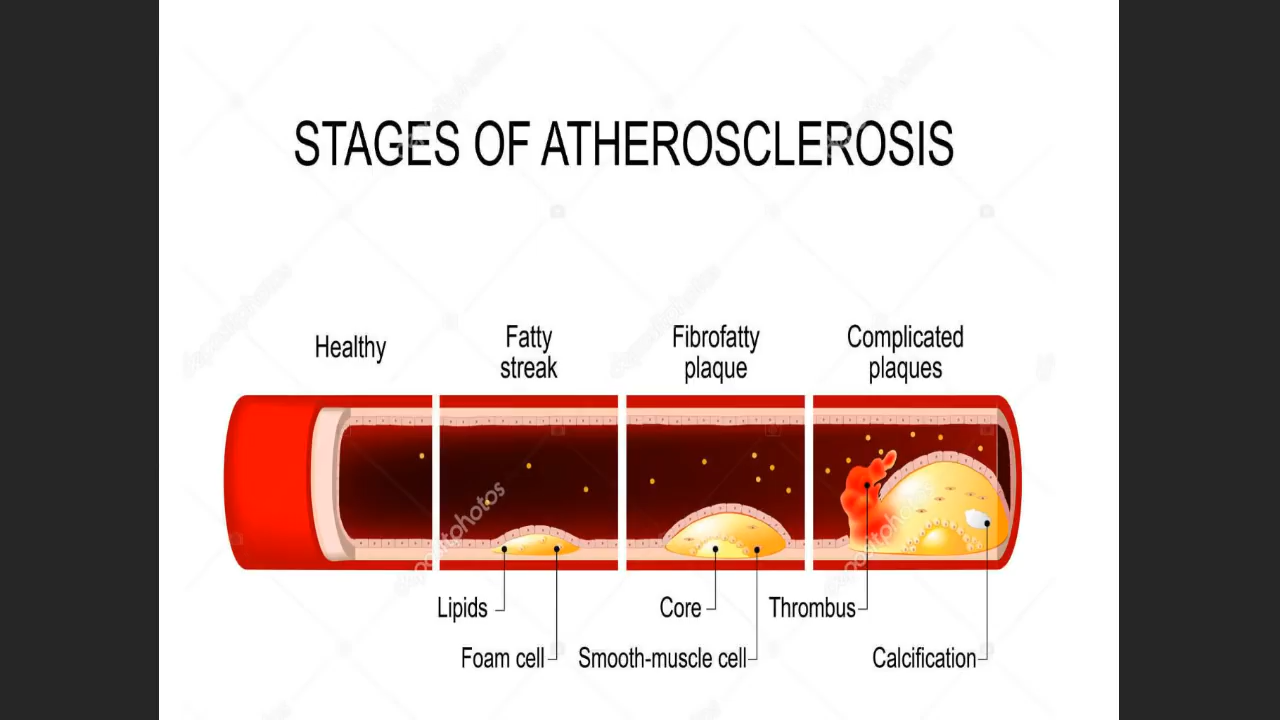 STAGES OF ATHEROSCLEROSIS
Healthy
Fatty
streak
Fibrofatty
plaque
Complicated
plaques
Lipids
Core
Thrombus
Foam cell
Smooth-muscle cell
Calcification
depositphotos